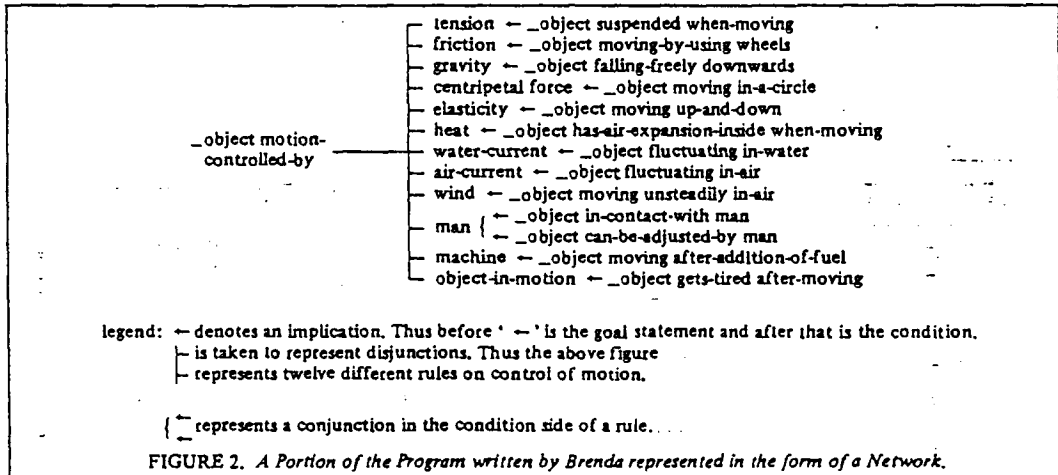 tension ← _object suspended when-moving
friction ← _object moving-by-using wheels
gravity ← _object falling-freely downwards
centripetal force ← _object moving in-a-circle
elasticity ← _object moving up-and-down
heat ← _object has-air-expansion-inside when-moving
_object motion-
controlled-by
water-current ← _object fluctuating in-water
air-current ← _object fluctuating in-air
wind ← _object moving unsteadily in-air
man { ← _object in-contact-with man
← _object can-be-adjusted-by man
machine ← _object moving after-addition-of-fuel
object-in-motion ← _object gets-tired after-moving
legend: ← denotes an implication. Thus before ' ←' is the goal statement and after that is the condition.
├ is taken to represent disjunctions. Thus the above figure
├ represents twelve different rules on control of motion.
{ ← ← represents a conjunction in the condition side of a rule.
FIGURE 2. A Portion of the Program written by Brenda represented in the form of a Network.